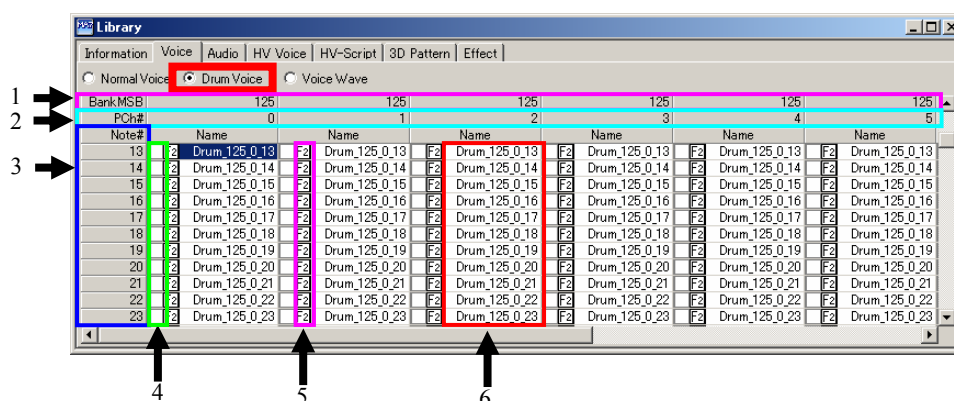 Library
Information Voice Audio HV Voice HV-Script 3D Pattern Effect
Normal Voice Drum Voice Voice Wave
1 Bank MSB 125 125 125 125 125 125
2 PCh# 0 1 2 3 4 5
Note# Name Name Name Name Name Name
13 F2 Drum_125_0_13 F2 Drum_125_0_13 F2 Drum_125_0_13 F2 Drum_125_0_13 F2 Drum_125_0_13 F2 Drum_125_0_13
3 14 F2 Drum_125_0_14 F2 Drum_125_0_14 F2 Drum_125_0_14 F2 Drum_125_0_14 F2 Drum_125_0_14 F2 Drum_125_0_14
15 F2 Drum_125_0_15 F2 Drum_125_0_15 F2 Drum_125_0_15 F2 Drum_125_0_15 F2 Drum_125_0_15 F2 Drum_125_0_15
16 F2 Drum_125_0_16 F2 Drum_125_0_16 F2 Drum_125_0_16 F2 Drum_125_0_16 F2 Drum_125_0_16 F2 Drum_125_0_16
17 F2 Drum_125_0_17 F2 Drum_125_0_17 F2 Drum_125_0_17 F2 Drum_125_0_17 F2 Drum_125_0_17 F2 Drum_125_0_17
18 F2 Drum_125_0_18 F2 Drum_125_0_18 F2 Drum_125_0_18 F2 Drum_125_0_18 F2 Drum_125_0_18 F2 Drum_125_0_18
19 F2 Drum_125_0_19 F2 Drum_125_0_19 F2 Drum_125_0_19 F2 Drum_125_0_19 F2 Drum_125_0_19 F2 Drum_125_0_19
20 F2 Drum_125_0_20 F2 Drum_125_0_20 F2 Drum_125_0_20 F2 Drum_125_0_20 F2 Drum_125_0_20 F2 Drum_125_0_20
21 F2 Drum_125_0_21 F2 Drum_125_0_21 F2 Drum_125_0_21 F2 Drum_125_0_21 F2 Drum_125_0_21 F2 Drum_125_0_21
22 F2 Drum_125_0_22 F2 Drum_125_0_22 F2 Drum_125_0_22 F2 Drum_125_0_22 F2 Drum_125_0_22 F2 Drum_125_0_22
23 F2 Drum_125_0_23 F2 Drum_125_0_23 F2 Drum_125_0_23 F2 Drum_125_0_23 F2 Drum_125_0_23 F2 Drum_125_0_23
4 5 6